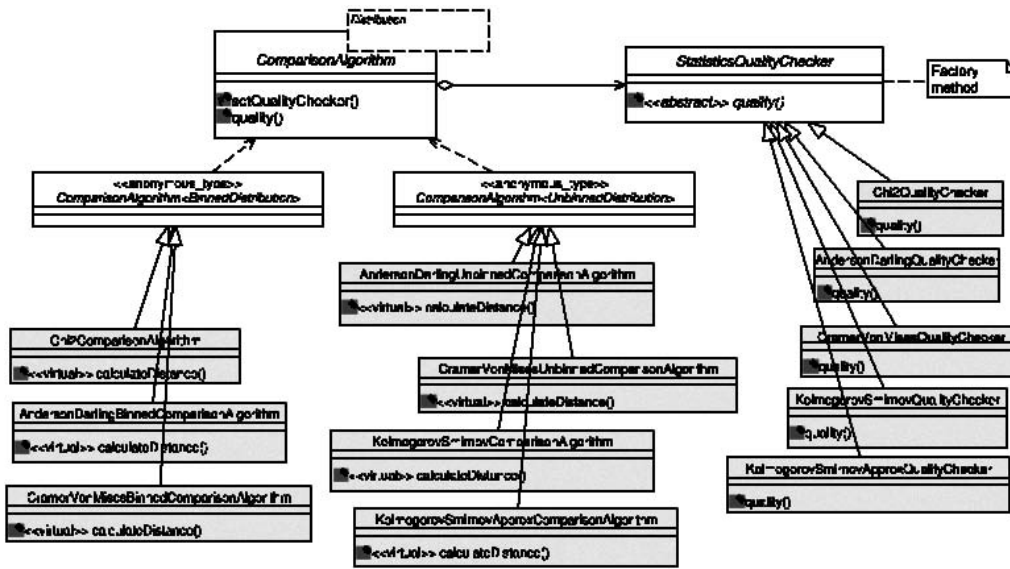 Distribution
ComparisonAlgorithm
setQualityChecker()
quality()
StatisticsQualityChecker
<<abstract>> quality()
Factory
method
<<anonymous_type>>
ComparisonAlgorithm<BinnedDistribution>
<<anonymous_type>>
ComparisonAlgorithm<UnbinnedDistribution>
Chi2QualityChecker
quality()
AndersonDarlingQualityChecker
quality()
AndersonDarlingUnbinnedComparisonAlgorithm
<<virtual>> calculateDistance()
Chi2ComparisonAlgorithm
<<virtual>> calculateDistance()
CramerVonMisesUnbinnedComparisonAlgorithm
<<virtual>> calculateDistance()
CramerVonMisesQualityChecker
quality()
AndersonDarlingBinnedComparisonAlgorithm
<<virtual>> calculateDistance()
KolmogorovSmirnovComparisonAlgorithm
<<virtual>> calculateDistance()
KolmogorovSmirnovQualityChecker
quality()
CramerVonMisesBinnedComparisonAlgorithm
<<virtual>> calculateDistance()
KolmogorovSmirnovApproxComparisonAlgorithm
<<virtual>> calculateDistance()
KolmogorovSmirnovApproxQualityChecker
quality()